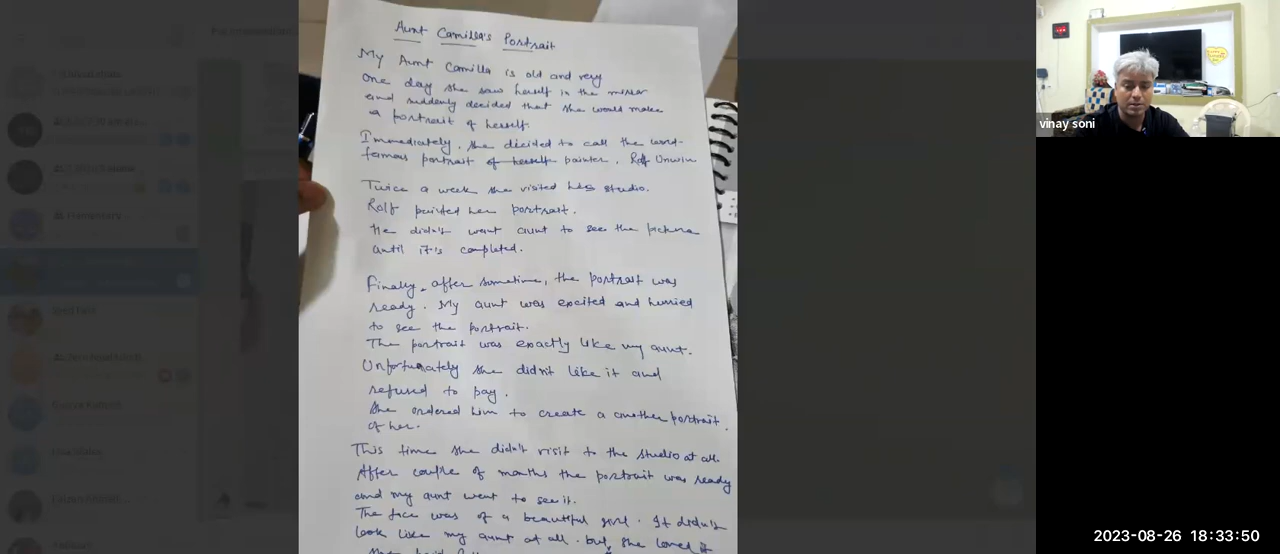 Aunt Camilla's Portrait
My Aunt Camilla is old and very
One day she saw herself in the mirror
and suddenly decided that she would make
a portrait of herself.
Immediately, she decided to call the world-
famous portrait of herself painter, Rolf Unwin
Twice a week she visited his studio.
Rolf painted her portrait.
He didn't want aunt to see the picture
until it's completed.
Finally, after sometime, the portrait was
ready. My aunt was excited and hurried
to see the portrait.
The portrait was exactly like my aunt.
Unfortunately she didn't like it and
refused to pay.
She ordered him to create a another portrait
of her.
This time she didn't visit to the studio at all.
After couple of months the portrait was ready
and my aunt went to see it.
The face was of a beautiful girl. It didn't
look like my aunt at all. but, she loved it
vinay soni
2023-08-26 18:33:50